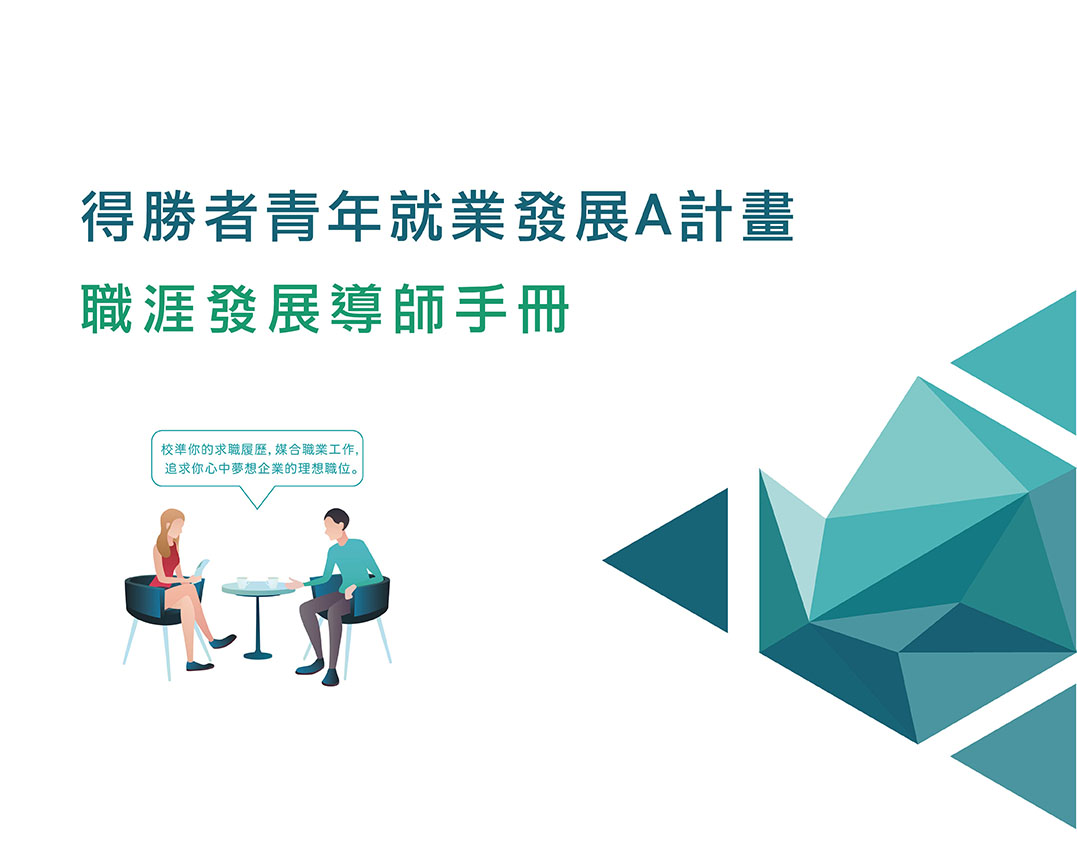 得勝者青年就業發展A計畫
職涯發展導師手冊
校準你的求職履歷，媒合職業工作，
追求你心中夢想企業的理想職位。